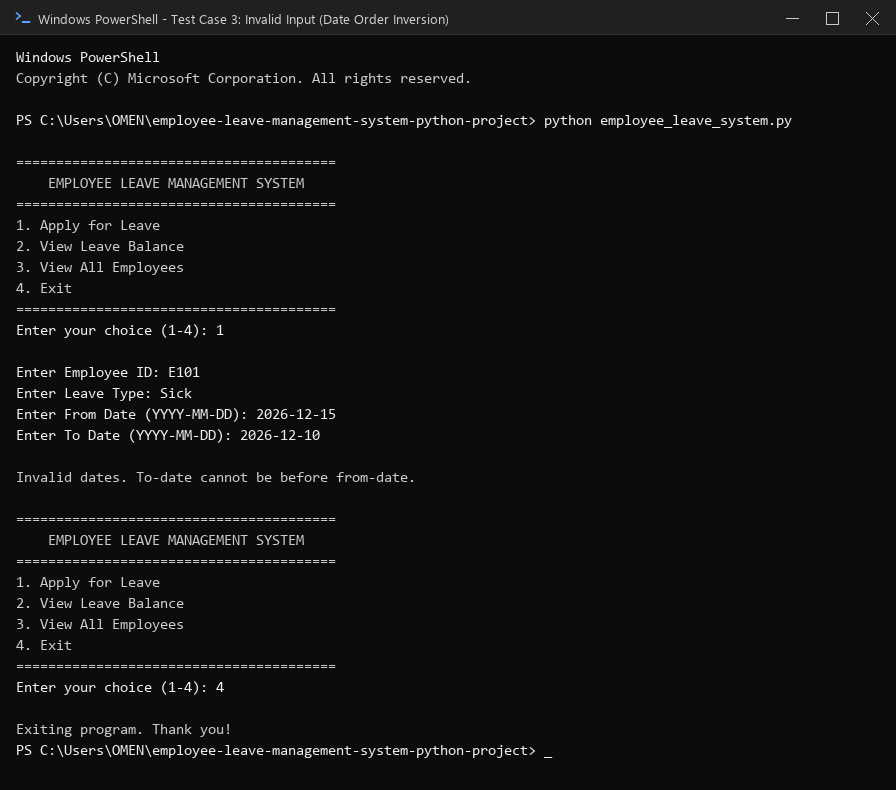 Windows PowerShell - Test Case 3: Invalid Input (Date Order Inversion)
Windows PowerShell
Copyright (C) Microsoft Corporation. All rights reserved.
PS C:\Users\OMEN\employee-leave-management-system-python-project> python employee_leave_system.py
========================================
    EMPLOYEE LEAVE MANAGEMENT SYSTEM
========================================
1. Apply for Leave
2. View Leave Balance
3. View All Employees
4. Exit
========================================
Enter your choice (1-4): 1
Enter Employee ID: E101
Enter Leave Type: Sick
Enter From Date (YYYY-MM-DD): 2026-12-15
Enter To Date (YYYY-MM-DD): 2026-12-10
Invalid dates. To-date cannot be before from-date.
========================================
    EMPLOYEE LEAVE MANAGEMENT SYSTEM
========================================
1. Apply for Leave
2. View Leave Balance
3. View All Employees
4. Exit
========================================
Enter your choice (1-4): 4
Exiting program. Thank you!
PS C:\Users\OMEN\employee-leave-management-system-python-project> _